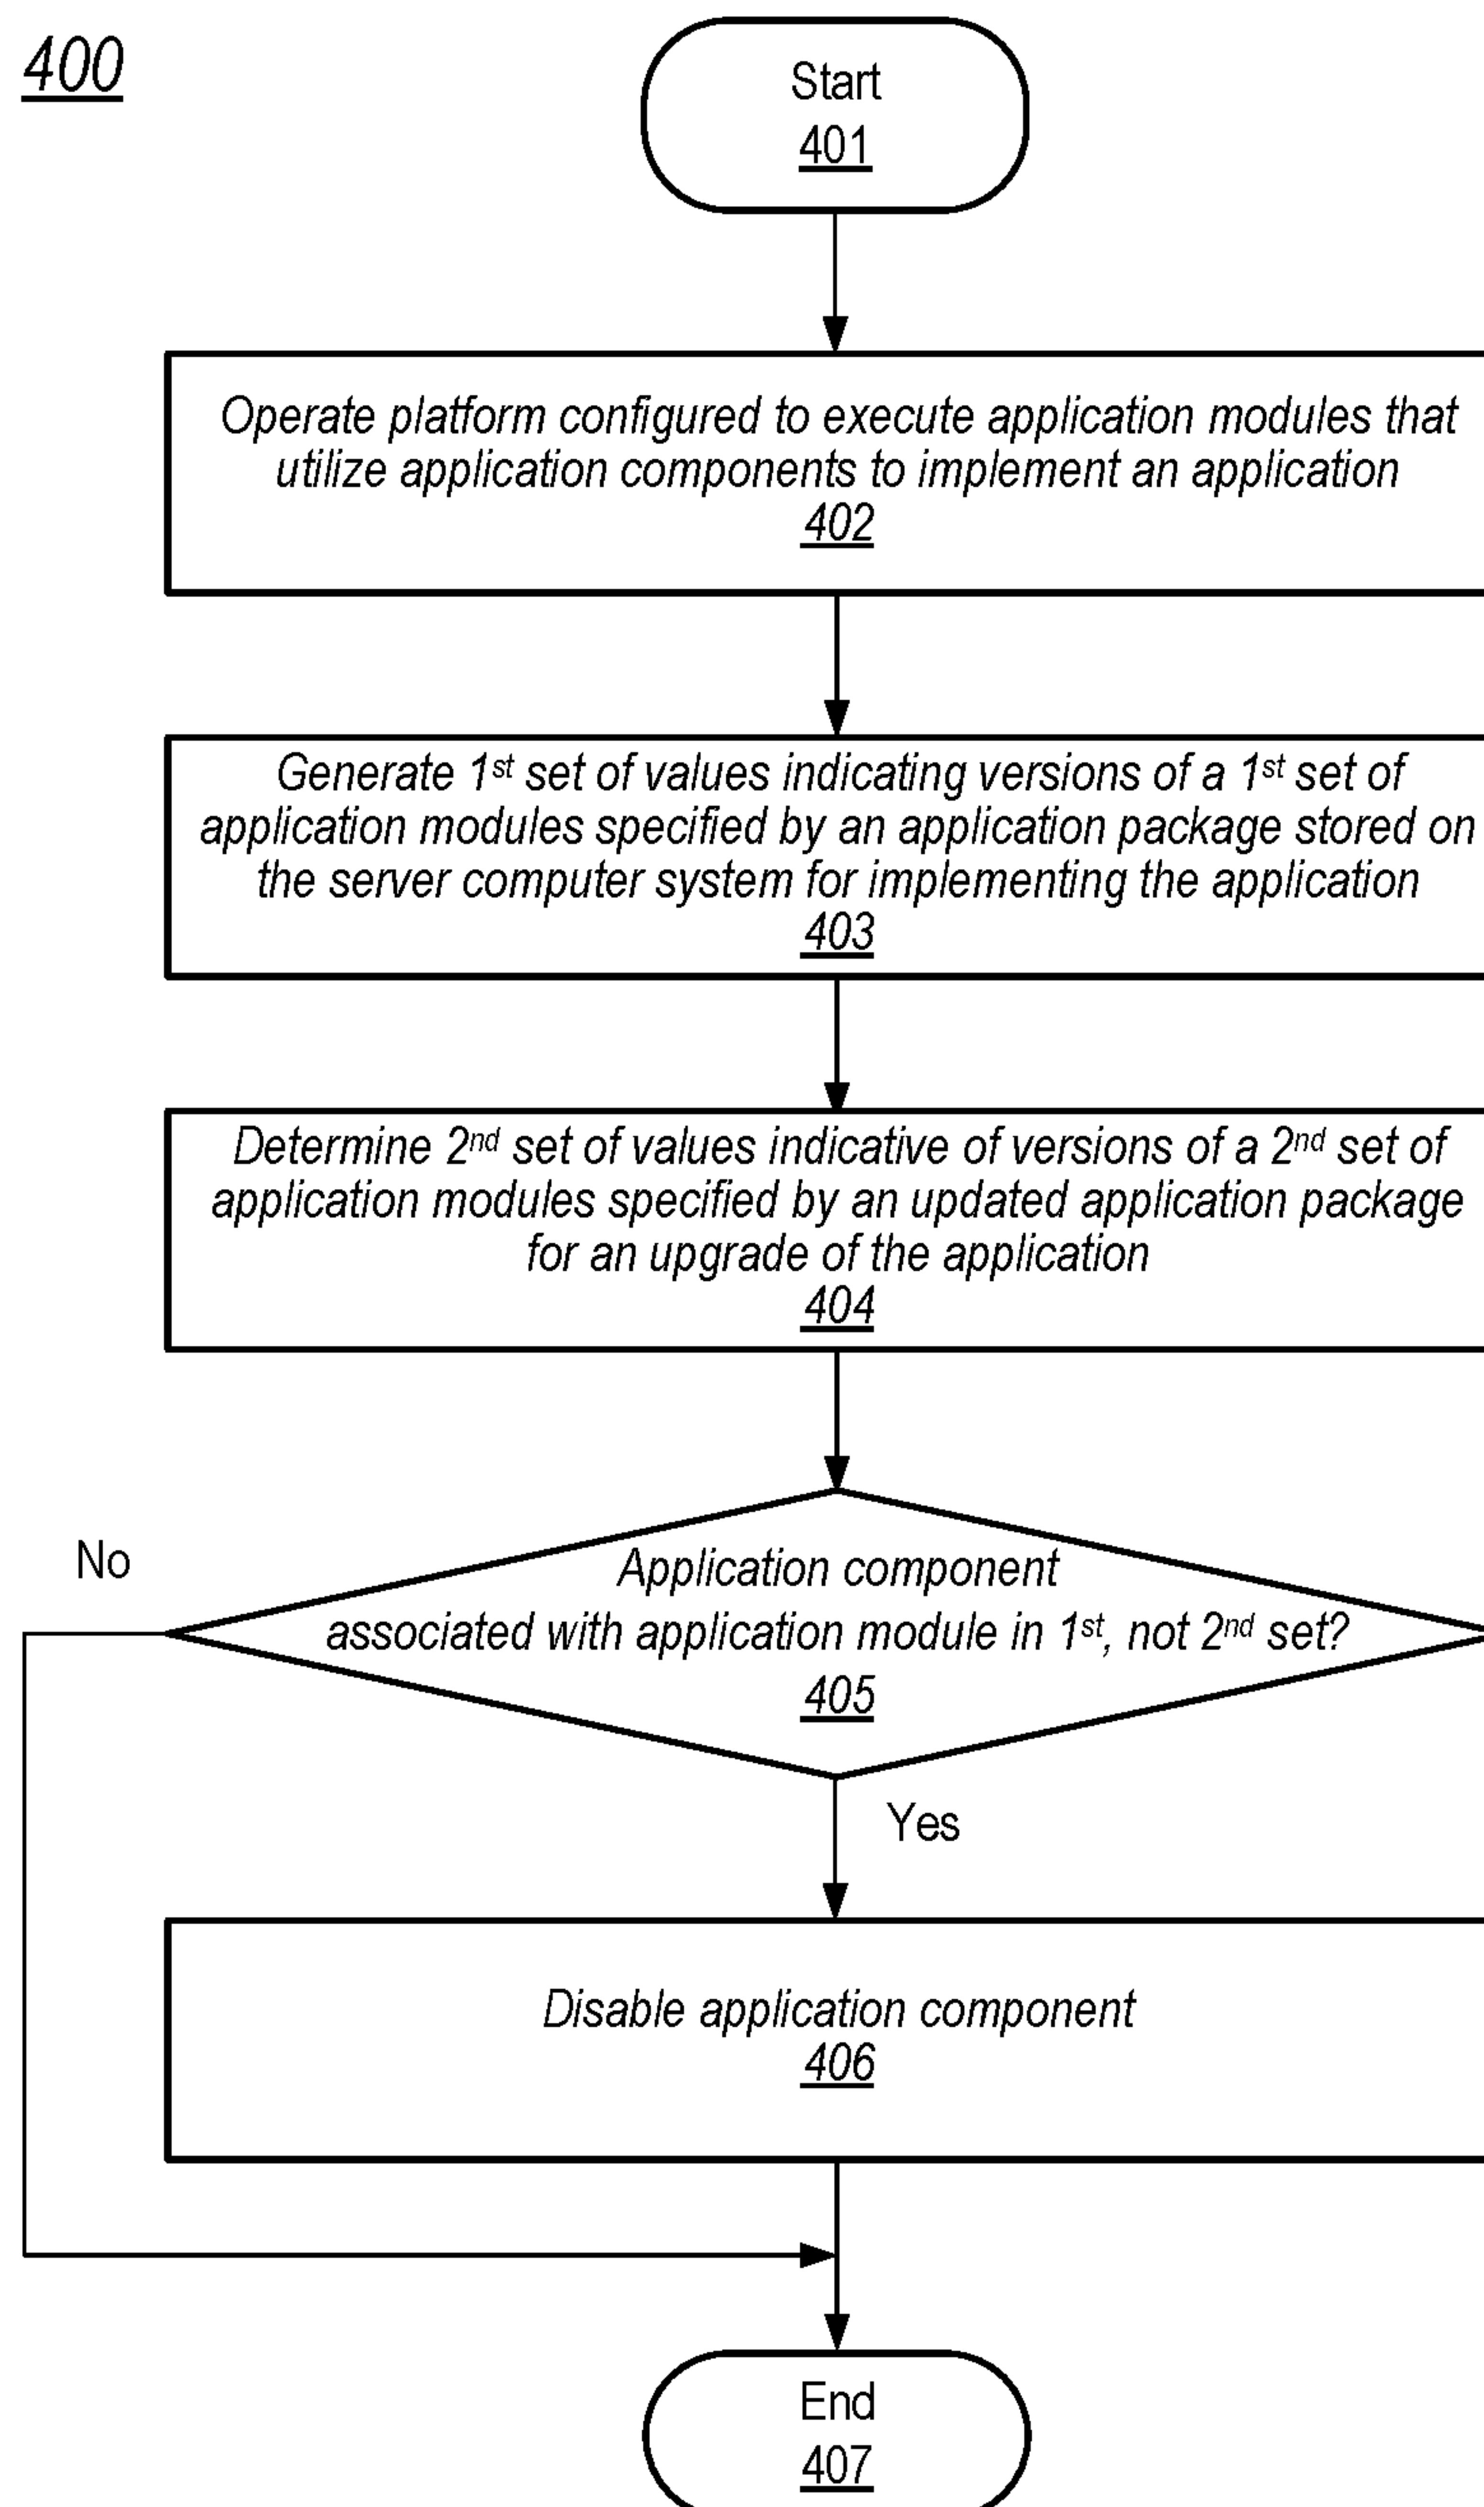 400
Start
401
Operate platform configured to execute application modules that
utilize application components to implement an application
402
Generate 1st set of values indicating versions of a 1st set of
application modules specified by an application package stored on
the server computer system for implementing the application
403
Determine 2nd set of values indicative of versions of a 2nd set of
application modules specified by an updated application package
for an upgrade of the application
404
No
Application component
associated with application module in 1st, not 2nd set?
405
Yes
Disable application component
406
End
407